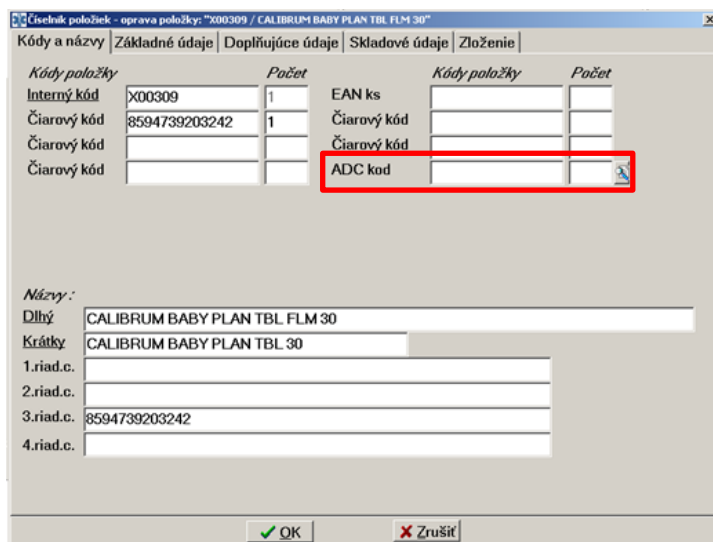 Číselník položiek - oprava položky: "X00309 / CALIBRUM BABY PLAN TBL FLM 30"
Kódy a názvy Základné údaje Doplňujúce údaje Skladové údaje Zloženie
Kódy položky Počet Kódy položky Počet
Interný kód X00309 1 EAN ks
Čiarový kód 8594739203242 1 Čiarový kód
Čiarový kód Čiarový kód
Čiarový kód ADC kod
Názvy :
Dlhý CALIBRUM BABY PLAN TBL FLM 30
Krátky CALIBRUM BABY PLAN TBL 30
1.riad.c.
2.riad.c.
3.riad.c. 8594739203242
4.riad.c.
OK Zrušiť